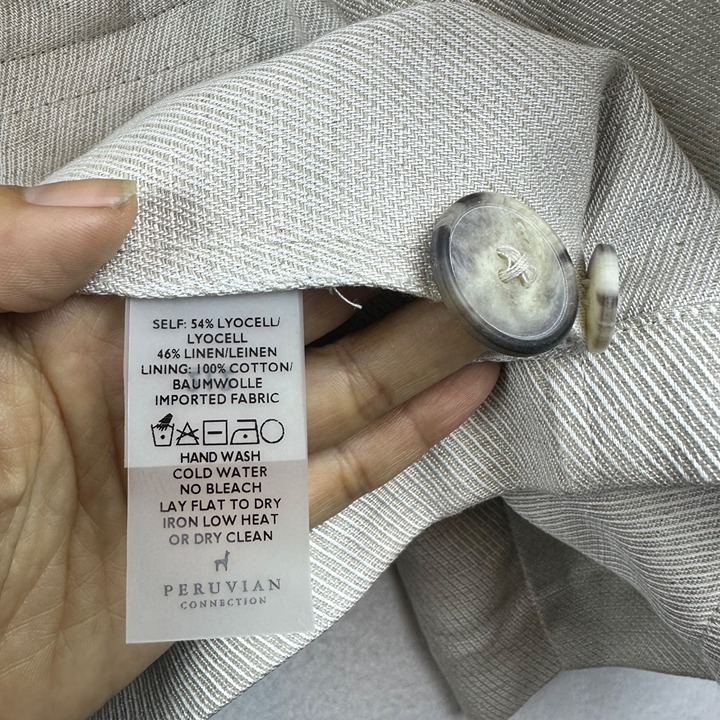 SELF: 54% LYOCELL/
LYOCELL
46% LINEN/LEINEN
LINING: 100% COTTON/
BAUMWOLLE
IMPORTED FABRIC
HAND WASH
COLD WATER
NO BLEACH
LAY FLAT TO DRY
IRON LOW HEAT
OR DRY CLEAN
PERUVIAN
CONNECTION